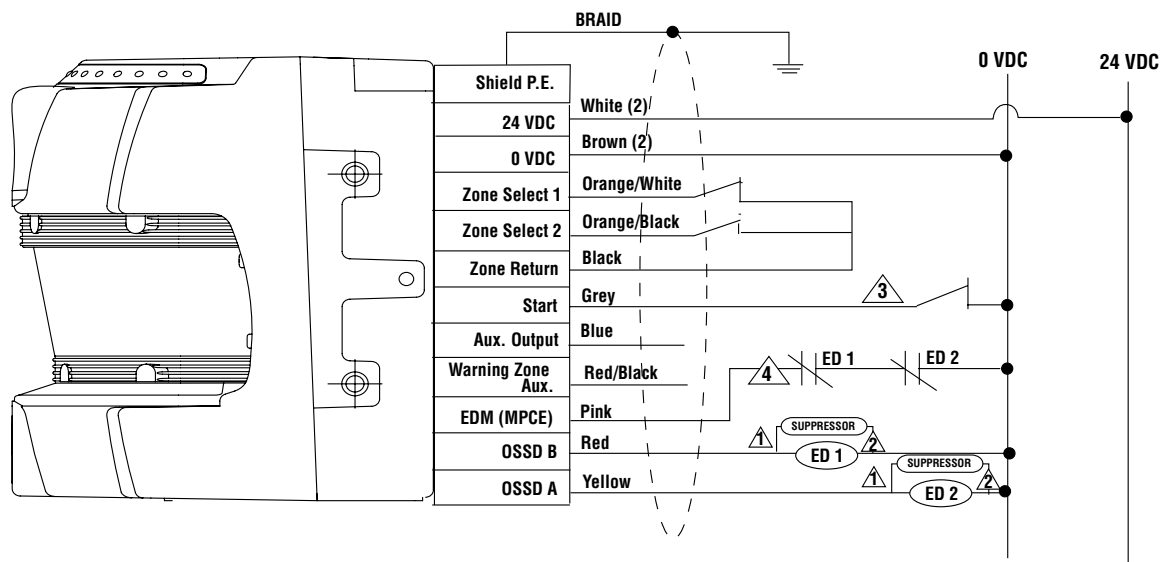 BRAID
0 VDC
24 VDC
Shield P.E.
24 VDC
White (2)
0 VDC
Brown (2)
Zone Select 1
Orange/White
Zone Select 2
Orange/Black
Zone Return
Black
Start
Grey
3
Aux. Output
Blue
Warning Zone
Aux.
Red/Black
4
ED 1
ED 2
EDM (MPCE)
Pink
OSSD B
Red
1
SUPPRESSOR
2
ED 1
OSSD A
Yellow
1
SUPPRESSOR
2
ED 2